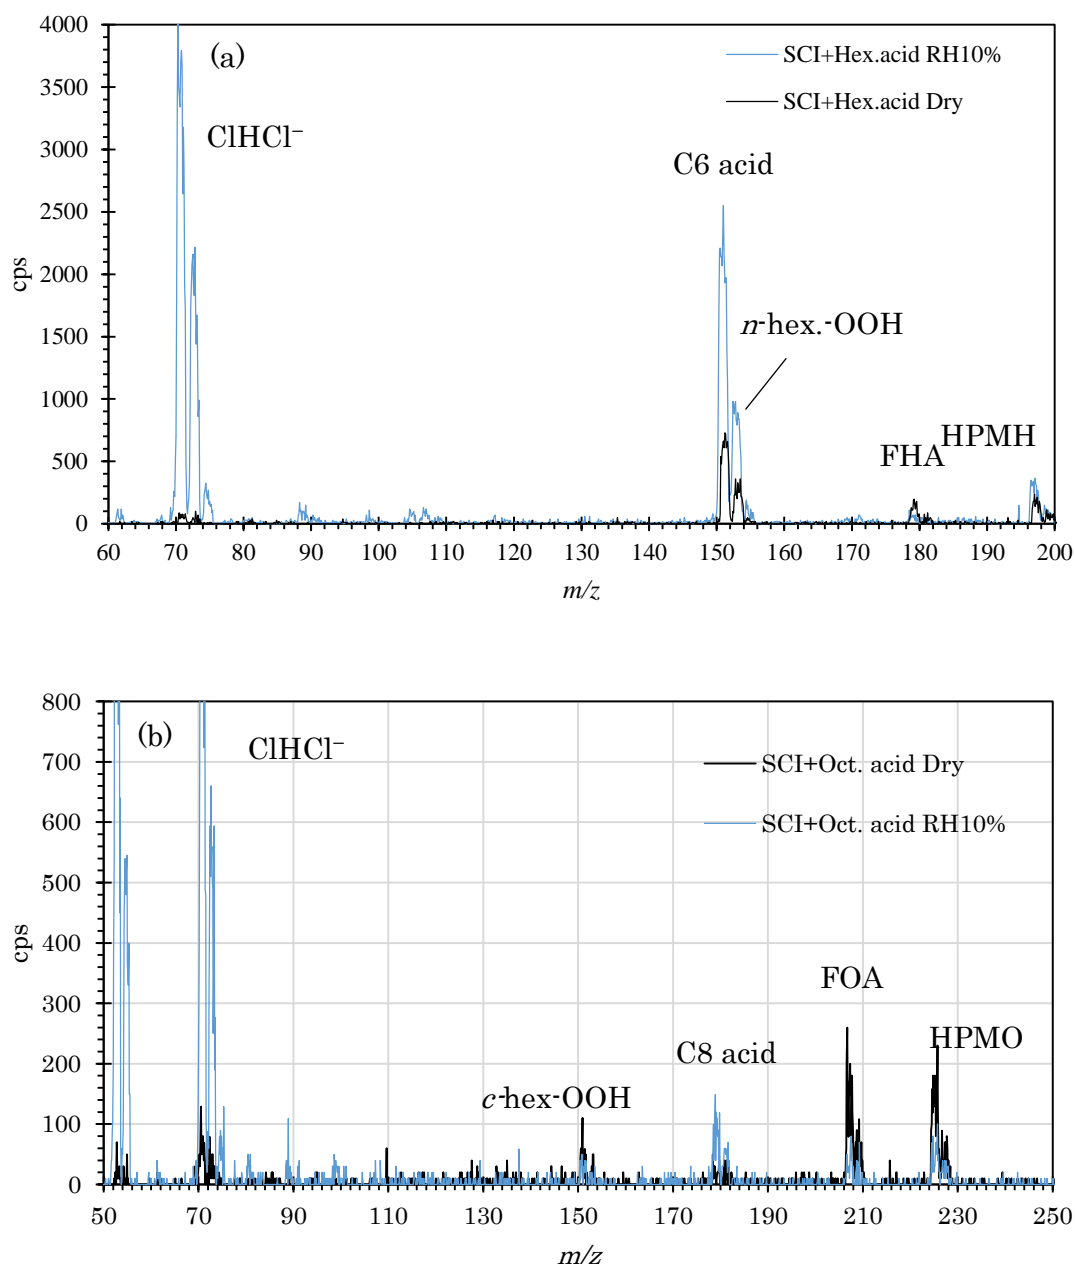 (a)
4000
3500
3000
2500
2000
1500
1000
500
0
cps
SCI+Hex.acid RH10%
SCI+Hex.acid Dry
ClHCl⁻
C6 acid
n-hex.-OOH
FHA
HPMH
60 70 80 90 100 110 120 130 140 150 160 170 180 190 200
m/z
(b)
800
700
600
500
400
300
200
100
0
cps
ClHCl⁻
SCI+Oct. acid Dry
SCI+Oct. acid RH10%
c-hex-OOH
C8 acid
FOA
HPMO
50 70 90 110 130 150 170 190 210 230 250
m/z